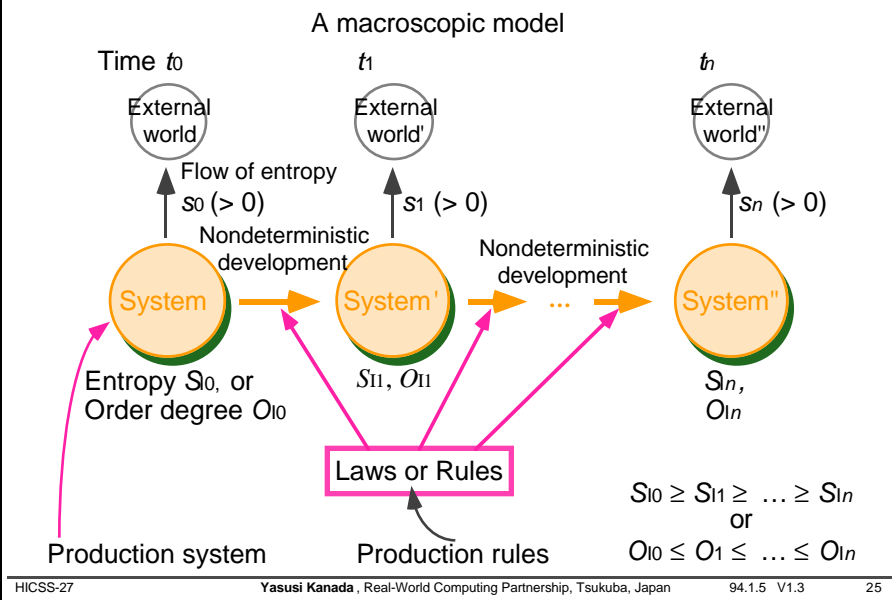 A macroscopic model
Time t0 t1 tn
External world
External world'
External world"
Flow of entropy
s0 (> 0) s1 (> 0) sn (> 0)
Nondeterministic
development
Nondeterministic
development
System System' ... System"
Entropy SI0, or
Order degree OI0
SI1, OI1
SIn,
OIn
Laws or Rules
SI0 ≥ SI1 ≥ … ≥ SIn
or
OI0 ≤ O1 ≤ … ≤ OIn
Production system Production rules
HICSS-27 Yasusi Kanada , Real-World Computing Partnership, Tsukuba, Japan 94.1.5 V1.3 25